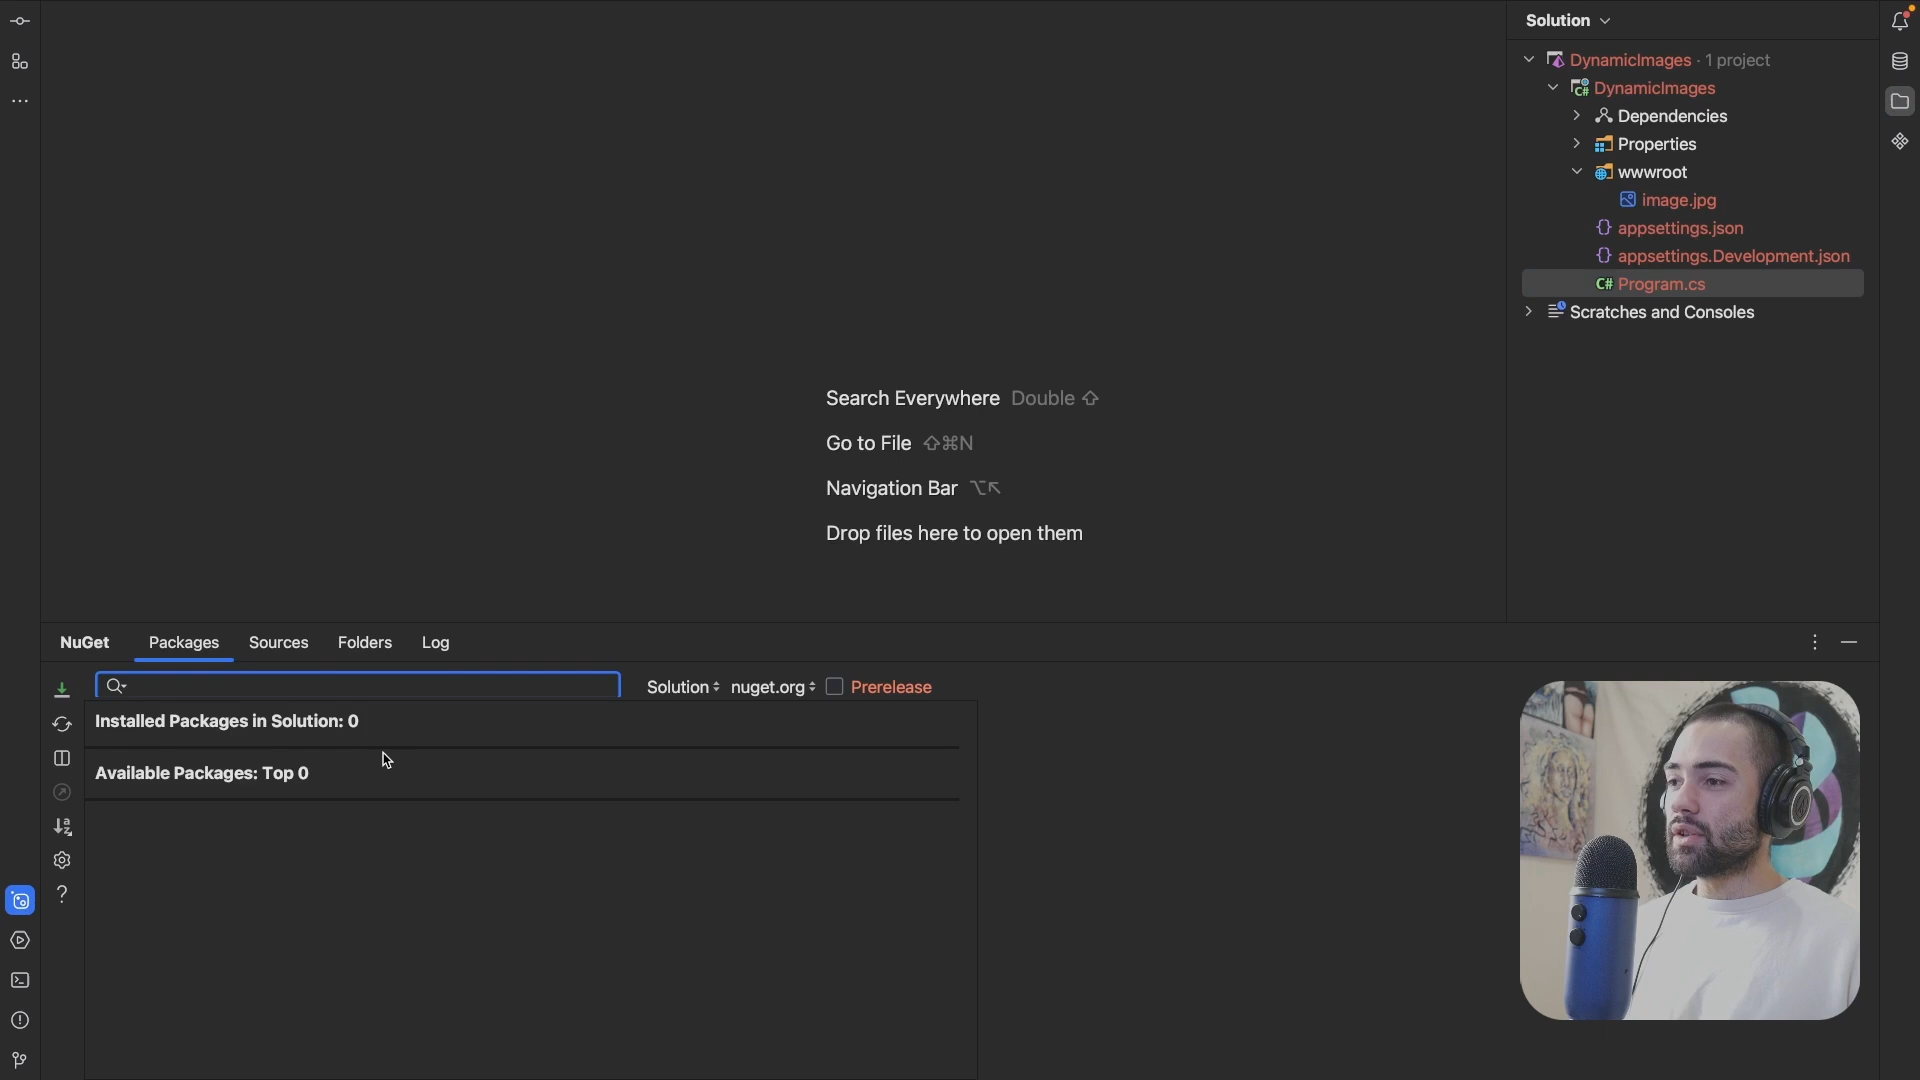 Solution
DynamicImages · 1 project
DynamicImages
Dependencies
Properties
wwwroot
image.jpg
appsettings.json
appsettings.Development.json
C# Program.cs
Scratches and Consoles
Search Everywhere Double ⇧
Go to File ⇧⌘N
Navigation Bar ⌥↖
Drop files here to open them
NuGet Packages Sources Folders Log
Solution nuget.org Prerelease
Installed Packages in Solution: 0
Available Packages: Top 0